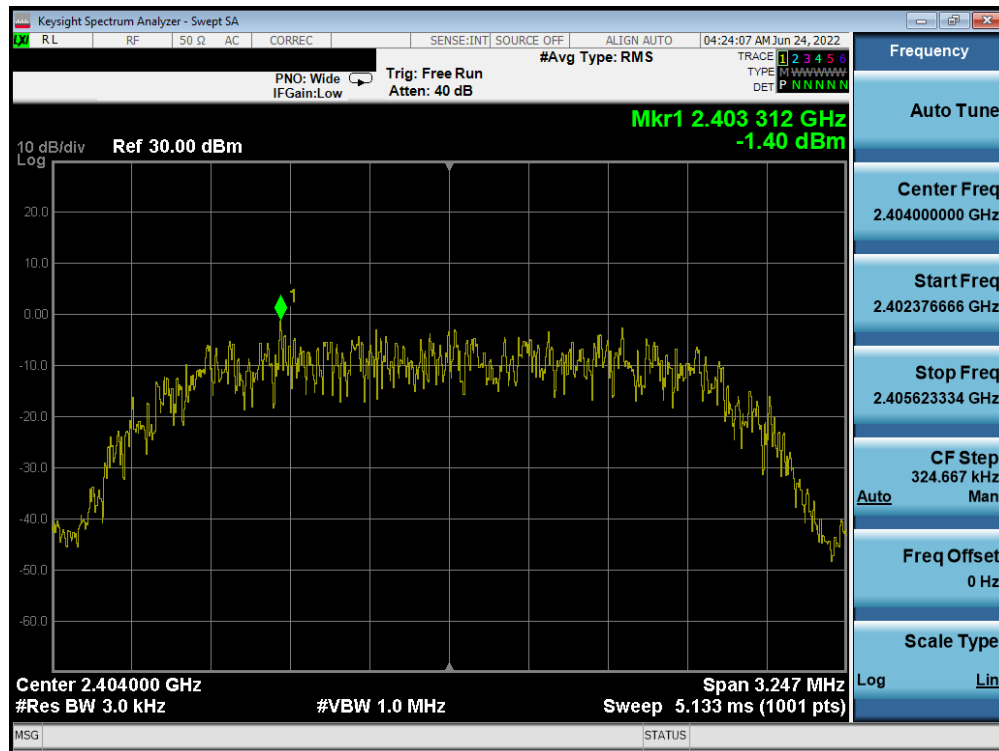 Keysight Spectrum Analyzer - Swept SA
LXI RL RF 50 Ω AC CORREC SENSE:INT SOURCE OFF ALIGN AUTO 04:24:07 AM Jun 24, 2022
#Avg Type: RMS
TRACE 1 2 3 4 5 6
PNO: Wide Trig: Free Run
TYPE M WWWWW
IFGain:Low Atten: 40 dB
DET P N N N N N
Mkr1 2.403 312 GHz
-1.40 dBm
10 dB/div Ref 30.00 dBm
Log
20.0
10.0
1
0.00
-10.0
-20.0
-30.0
-40.0
-50.0
-60.0
Center 2.404000 GHz Span 3.247 MHz
#Res BW 3.0 kHz #VBW 1.0 MHz Sweep 5.133 ms (1001 pts)
MSG STATUS
Frequency
Auto Tune
Center Freq
2.404000000 GHz
Start Freq
2.402376666 GHz
Stop Freq
2.405623334 GHz
CF Step
324.667 kHz
Auto Man
Freq Offset
0 Hz
Scale Type
Log Lin